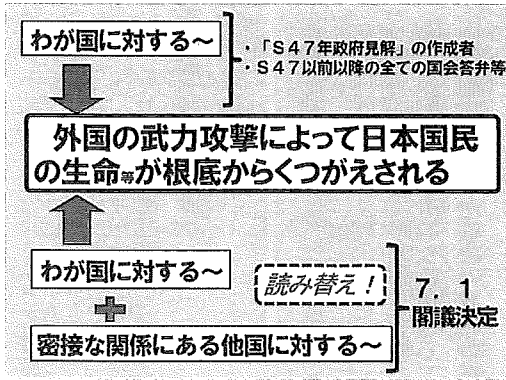 わが国に対する～
・「Ｓ４７年政府見解」の作成者
・Ｓ４７以前以降の全ての国会答弁等
外国の武力攻撃によって日本国民
の生命等が根底からくつがえされる
わが国に対する～
読み替え！
７．１
閣議決定
密接な関係にある他国に対する～